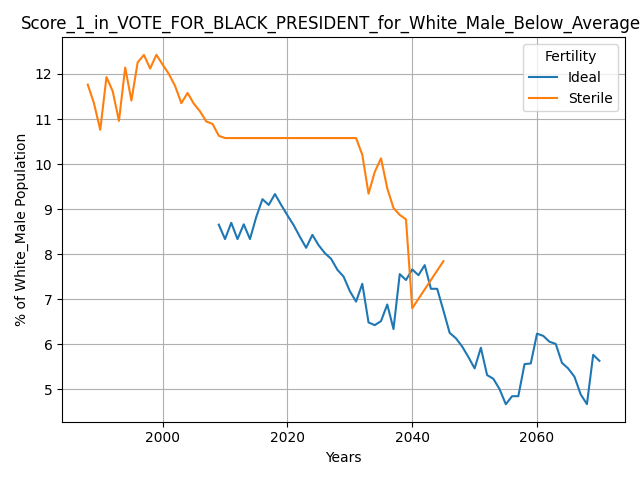 Score_1_in_VOTE_FOR_BLACK_PRESIDENT_for_White_Male_Below_Average
Fertility
Ideal
Sterile
% of White_Male Population
12
11
10
9
8
7
6
5
2000 2020 2040 2060
Years